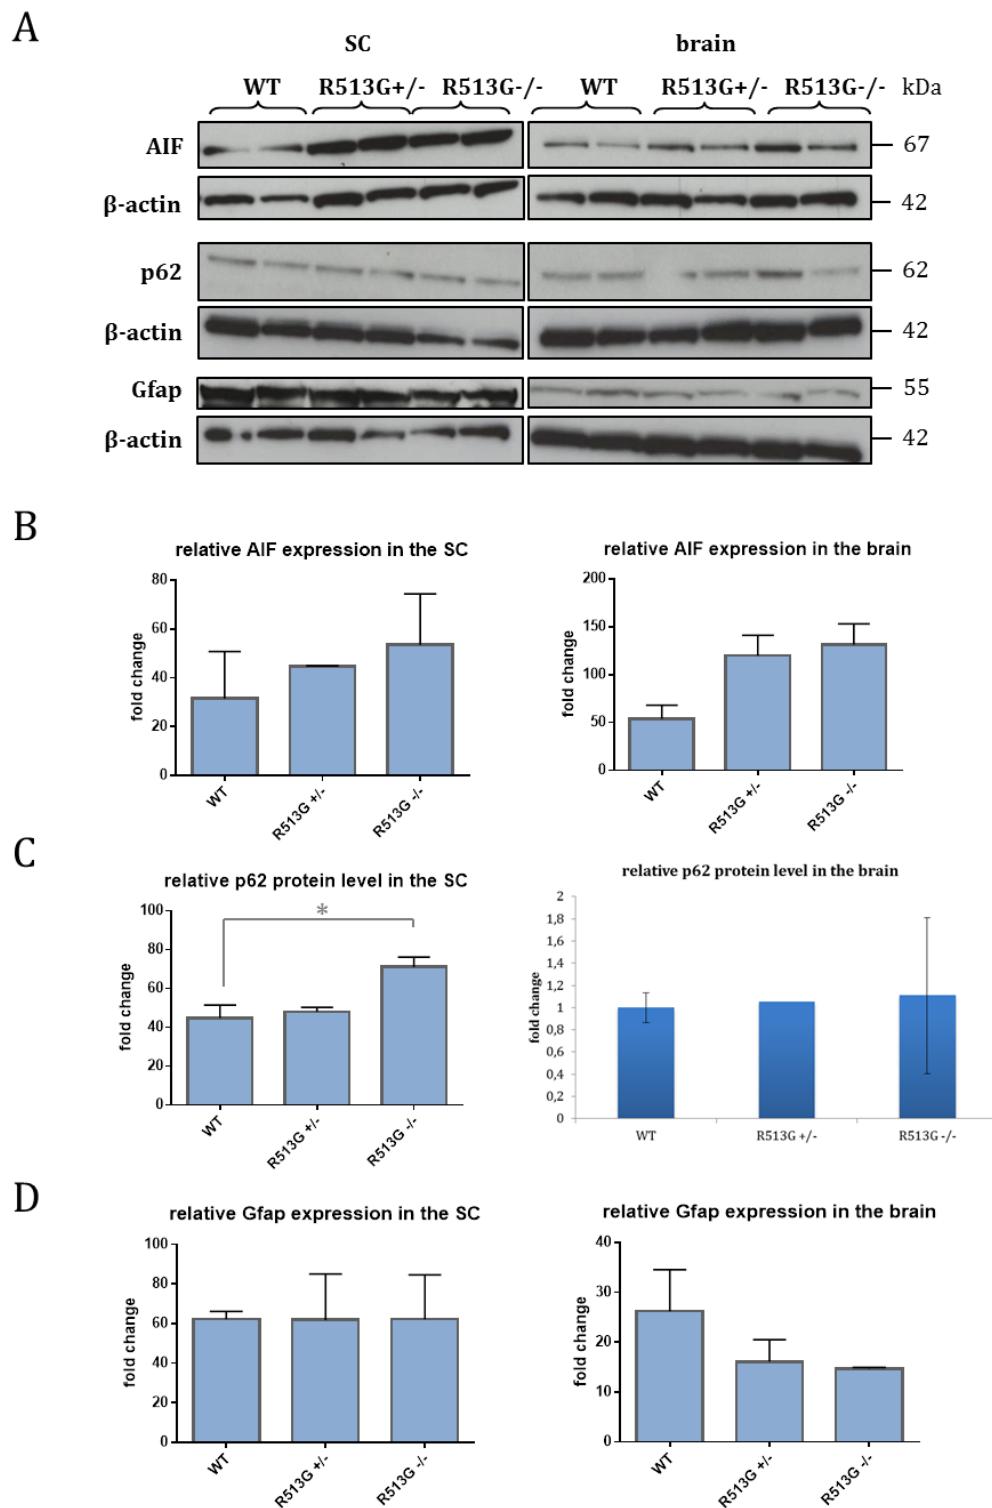 A
SC brain
WT R513G+/- R513G-/- WT R513G+/- R513G-/- kDa
AIF 67
β-actin 42
p62 62
β-actin 42
Gfap 55
β-actin 42
B
relative AIF expression in the SC
fold change
80
60
40
20
0
WT R513G +/- R513G -/-
relative AIF expression in the brain
fold change
200
150
100
50
0
WT R513G +/- R513G -/-
C
relative p62 protein level in the SC
fold change
100
80
60
40
20
0
*
WT R513G +/- R513G -/-
relative p62 protein level in the brain
fold change
2
1,8
1,6
1,4
1,2
1
0,8
0,6
0,4
0,2
0
WT R513G +/- R513G -/-
D
relative Gfap expression in the SC
fold change
100
80
60
40
20
0
WT R513G +/- R513G -/-
relative Gfap expression in the brain
fold change
40
30
20
10
0
WT R513G +/- R513G -/-